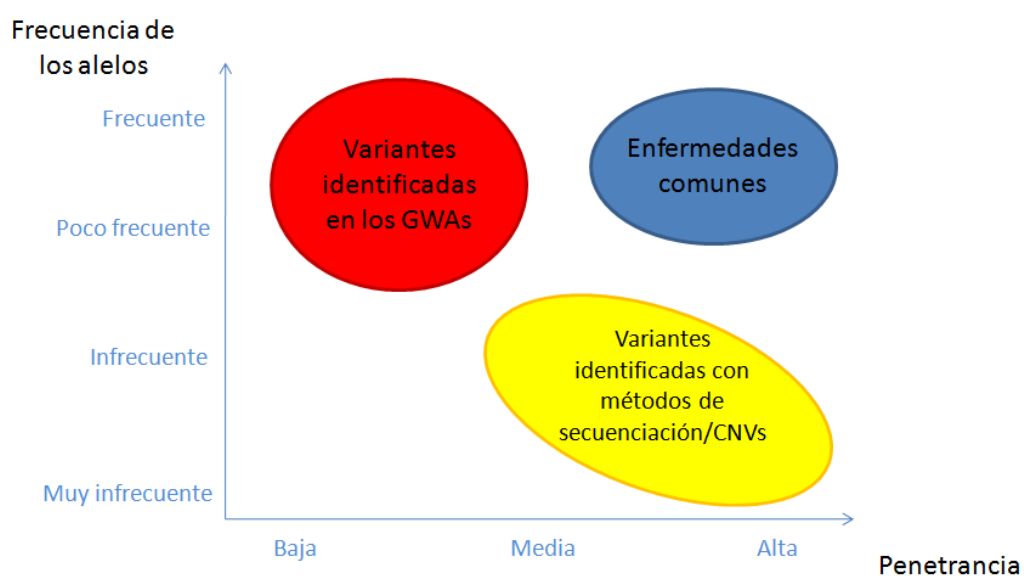 Frecuencia de
los alelos
Frecuente
Poco frecuente
Infrecuente
Muy infrecuente
Variantes
identificadas
en los GWAs
Enfermedades
comunes
Variantes
identificadas con
métodos de
secuenciación/CNVs
Baja
Media
Alta
Penetrancia